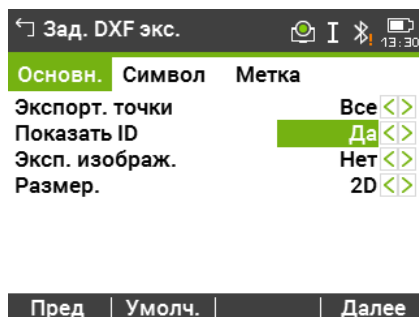 Зад. DXF экс. I 13:30
Основн. Символ Метка
Экспорт. точки Все
Показать ID Да
Эксп. изображ. Нет
Размер. 2D
Пред Умолч. Далее